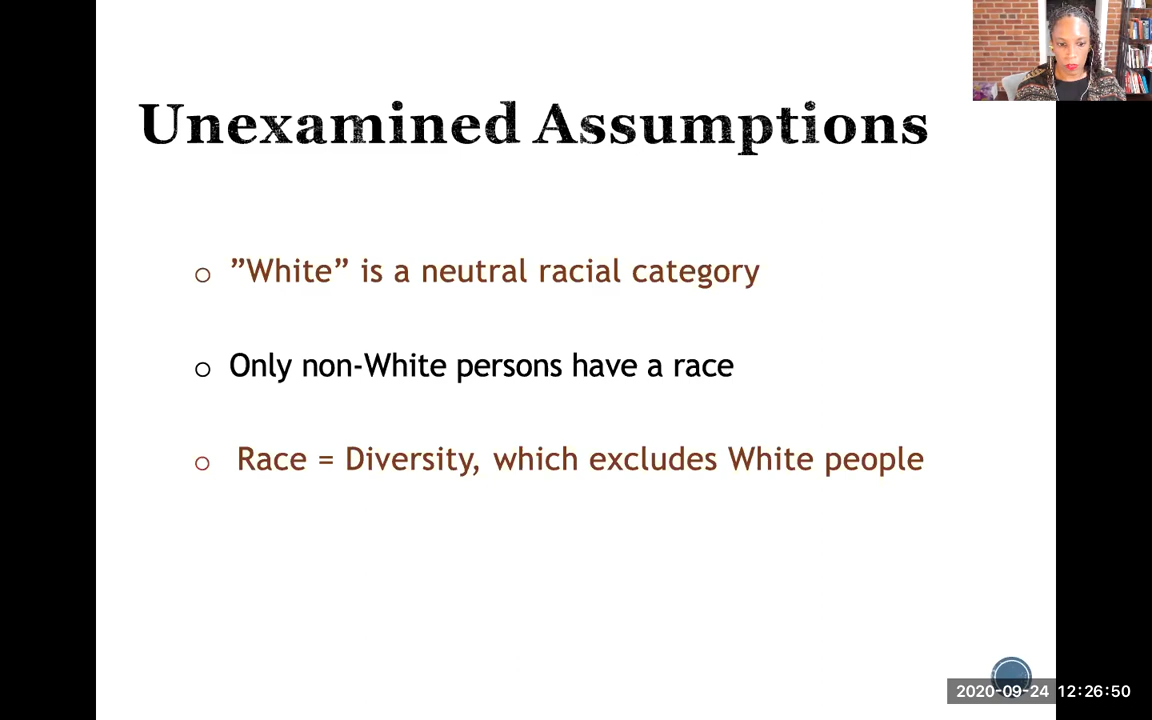 Unexamined Assumptions
”White” is a neutral racial category
Only non-White persons have a race
Race = Diversity, which excludes White people
2020-09-24 12:26:50